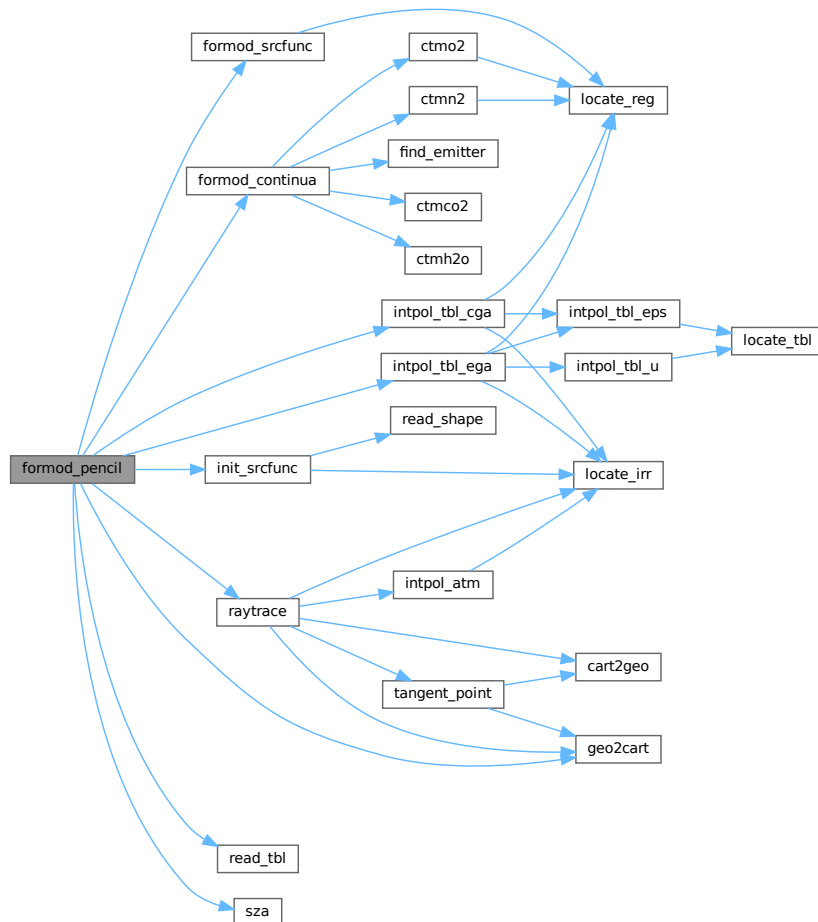 formod_srcfunc
ctmo2
ctmn2
locate_reg
find_emitter
formod_continua
ctmco2
ctmh2o
intpol_tbl_cga
intpol_tbl_eps
locate_tbl
intpol_tbl_ega
intpol_tbl_u
read_shape
formod_pencil
init_srcfunc
locate_irr
intpol_atm
raytrace
cart2geo
tangent_point
geo2cart
read_tbl
sza